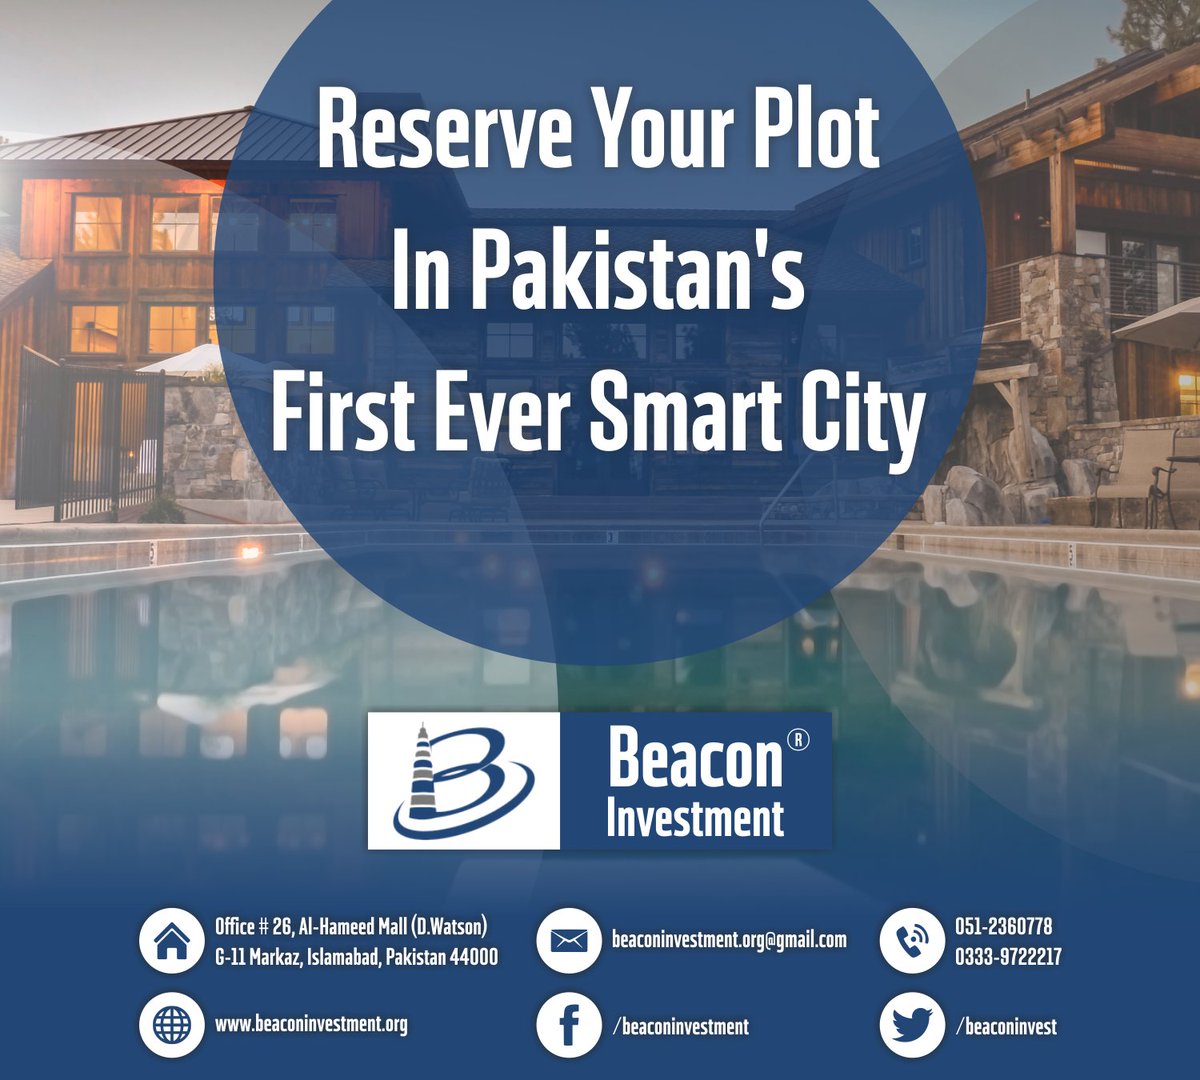 Reserve Your Plot
In Pakistan's
First Ever Smart City
Beacon®
Investment
Office # 26, Al-Hameed Mall (D.Watson)
G-11 Markaz, Islamabad, Pakistan 44000
beaconinvestment.org@gmail.com
051-2360778
0333-9722217
www.beaconinvestment.org
/beaconinvestment
/beaconinvest